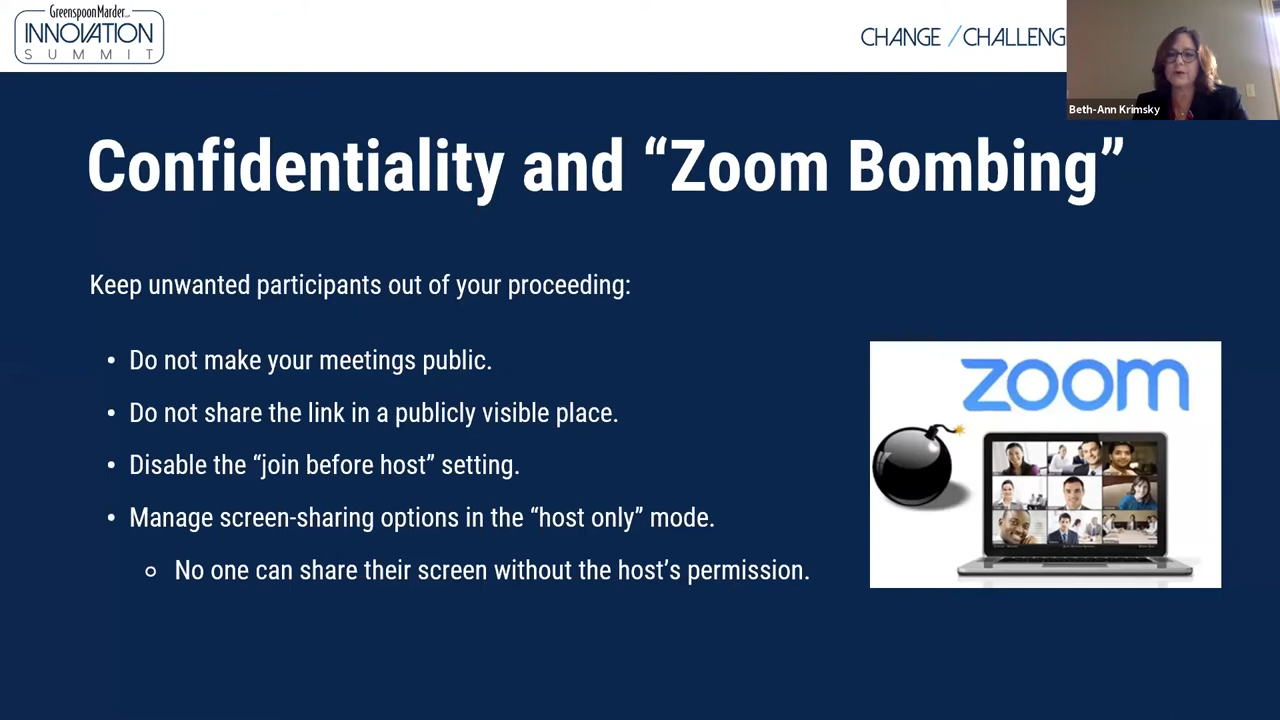 GreenspoonMarder LLP
INNOVATION
SUMMIT
CHANGE / CHALLENG
Beth-Ann Krimsky
Confidentiality and “Zoom Bombing”
Keep unwanted participants out of your proceeding:
• Do not make your meetings public.
• Do not share the link in a publicly visible place.
• Disable the “join before host” setting.
• Manage screen-sharing options in the “host only” mode.
○ No one can share their screen without the host’s permission.
zoom